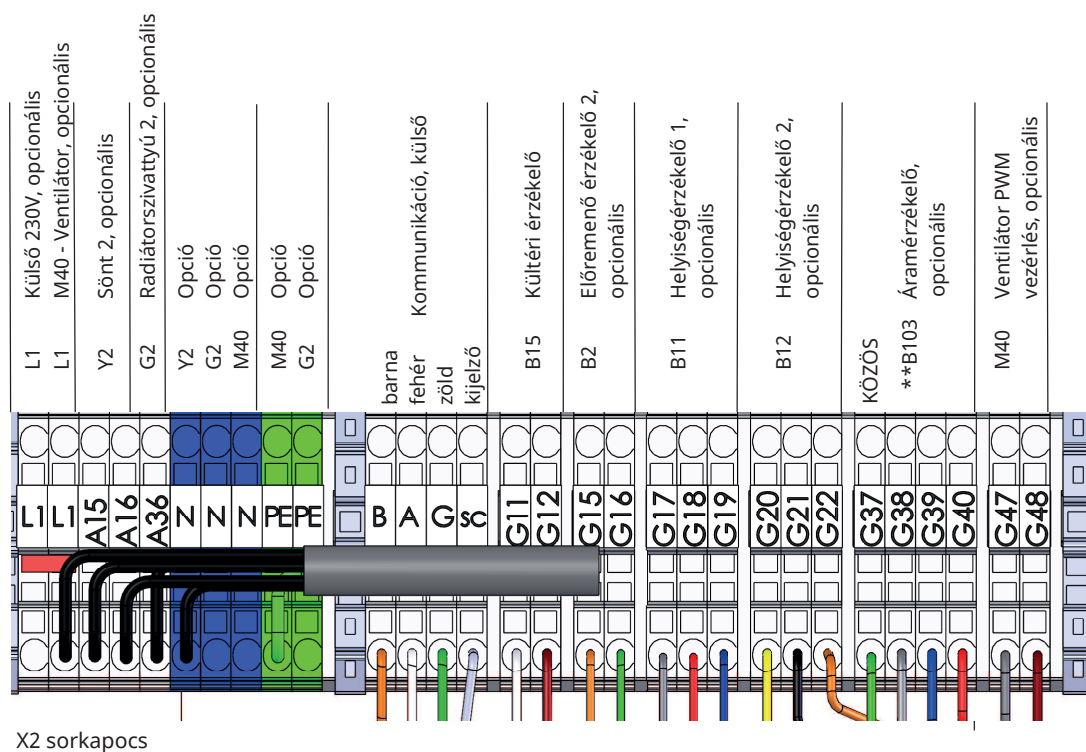 L1 Külső 230V, opcionális
L1 M40 - Ventilátor, opcionális
Y2 Sönt 2, opcionális
G2 Radiátorszivattyú 2, opcionális
Y2 Opció
G2 Opció
M40 Opció
M40 Opció
G2 Opció
Kommunikáció, külső
barna
fehér
zöld
kijelző
B15 Kültéri érzékelő
B2 Előremenő érzékelő 2,
opcionális
B11 Helyiségérzékelő 1,
opcionális
B12 Helyiségérzékelő 2,
opcionális
KÖZÖS
**B103 Áramérzékelő,
opcionális
M40 Ventilátor PWM
vezérlés, opcionális
L1 L1 A15 A16 A36 N N N PE PE B A G sc G11 G12 G15 G16 G17 G18 G19 G20 G21 G22 G37 G38 G39 G40 G47 G48
X2 sorkapocs